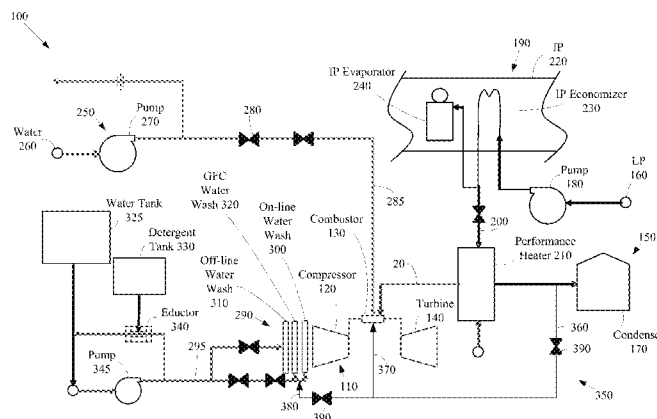 100
190
IP
220
IP Evaporator
240
IP Economizer
230
250
Pump
270
280
Water
260
Pump
180
LP
160
GFC
Water
Wash 320
On-line
Water
Wash
300
285
200
Water Tank
325
Detergent
Tank 330
Off-line
Water
Wash
310
Combustor
130
Compressor
120
20
Performance
Heater 210
150
Turbine
140
290
Eductor
340
Condense
170
360
390
Pump
345
295
370
350
380
390
110